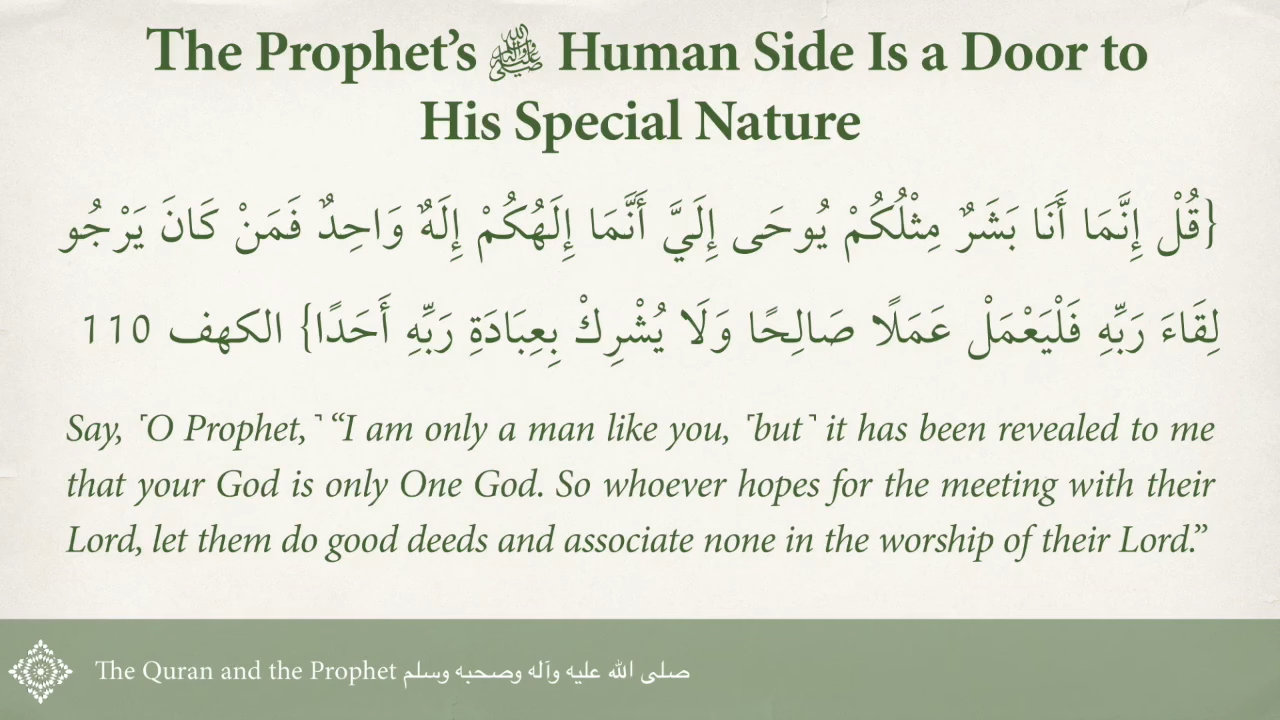 The Prophet’s ﷺ Human Side Is a Door to
His Special Nature
{قُلْ إِنَّمَا أَنَا بَشَرٌ مِثْلُكُمْ يُوحَى إِلَيَّ أَنَّمَا إِلَهُكُمْ إِلَهٌ وَاحِدٌ فَمَنْ كَانَ يَرْجُو
لِقَاءَ رَبِّهِ فَلْيَعْمَلْ عَمَلًا صَالِحًا وَلَا يُشْرِكْ بِعِبَادَةِ رَبِّهِ أَحَدًا} الكهف 110
Say, ˹O Prophet,˺ “I am only a man like you, ˹but˺ it has been revealed to me
that your God is only One God. So whoever hopes for the meeting with their
Lord, let them do good deeds and associate none in the worship of their Lord.”
The Quran and the Prophet صلى الله عليه وآله وصحبه وسلم